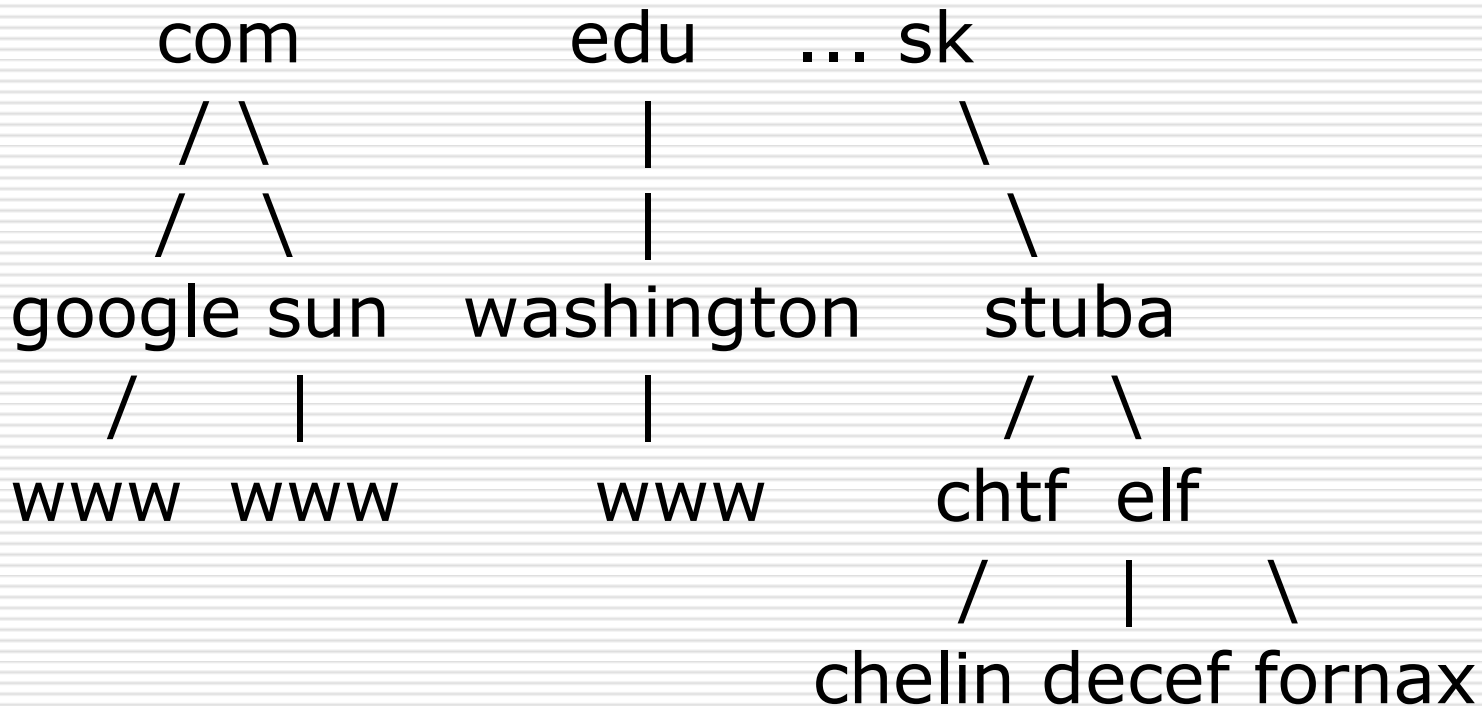 com edu ... sk
/ \ | \
/ \ | \
google sun washington stuba
/ | | / \
www www www chtf elf
/ | \
chelin decef fornax